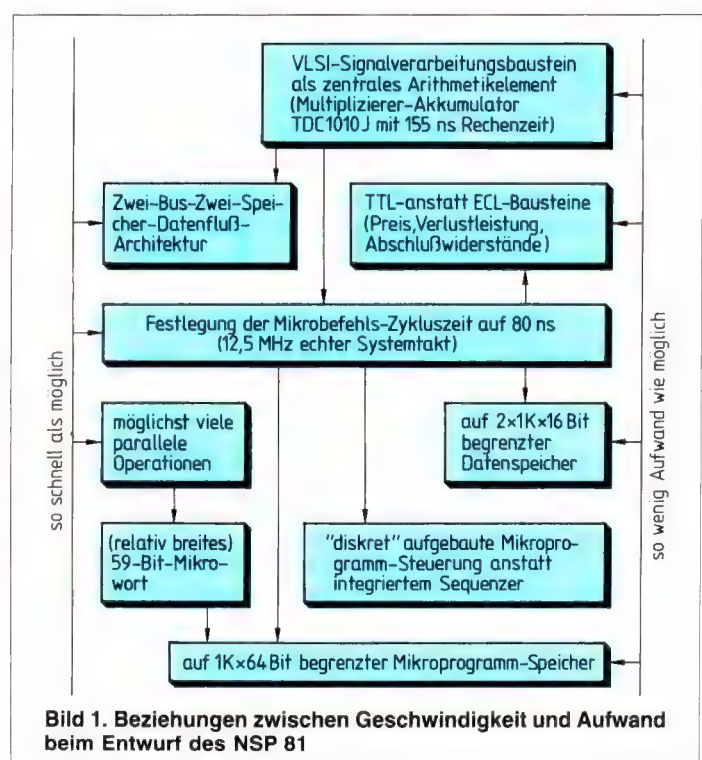 VLSI-Signalverarbeitungsbaustein
als zentrales Arithmetikelement
(Multiplizierer-Akkumulator
TDC1010J mit 155 ns Rechenzeit)
Zwei-Bus-Zwei-Spei-
cher-Datenfluß-
Architektur
TTL-anstatt ECL-Bausteine
(Preis,Verlustleistung,
Abschlußwiderstände)
Festlegung der Mikrobefehls-Zykluszeit auf 80 ns
(12,5 MHz echter Systemtakt)
so schnell als möglich
möglichst viele
parallele
Operationen
auf 2×1K×16 Bit
begrenzter
Datenspeicher
so wenig Aufwand wie möglich
(relativ breites)
59-Bit-Mikro-
wort
"diskret" aufgebaute Mikropro-
gramm-Steuerung anstatt
integriertem Sequenzer
auf 1K×64 Bit begrenzter Mikroprogramm-Speicher
Bild 1. Beziehungen zwischen Geschwindigkeit und Aufwand
beim Entwurf des NSP 81